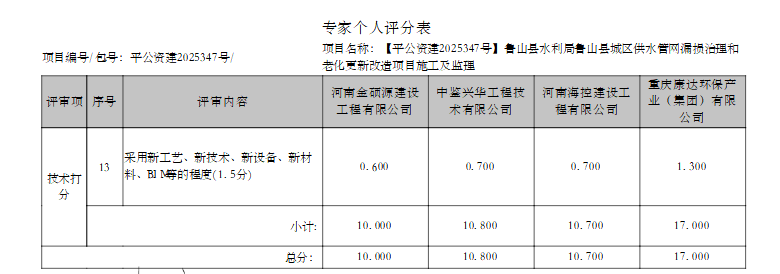 专家个人评分表
项目编号/包号：平公资建2025347号/
项目名称：【平公资建2025347号】鲁山县水利局鲁山县城区供水管网漏损治理和
老化更新改造项目施工及监理
评审项 序号 评审内容 河南金硕源建设 中鉴兴华工程技 河南海控建设工 重庆康达环保产
工程有限公司 术有限公司 程有限公司 业（集团）有限
公司
技术打
分
13 采用新工艺、新技术、新设备、新材
料、BIM等的程度(1.5分) 0.600 0.700 0.700 1.300
小计: 10.000 10.800 10.700 17.000
总分: 10.000 10.800 10.700 17.000